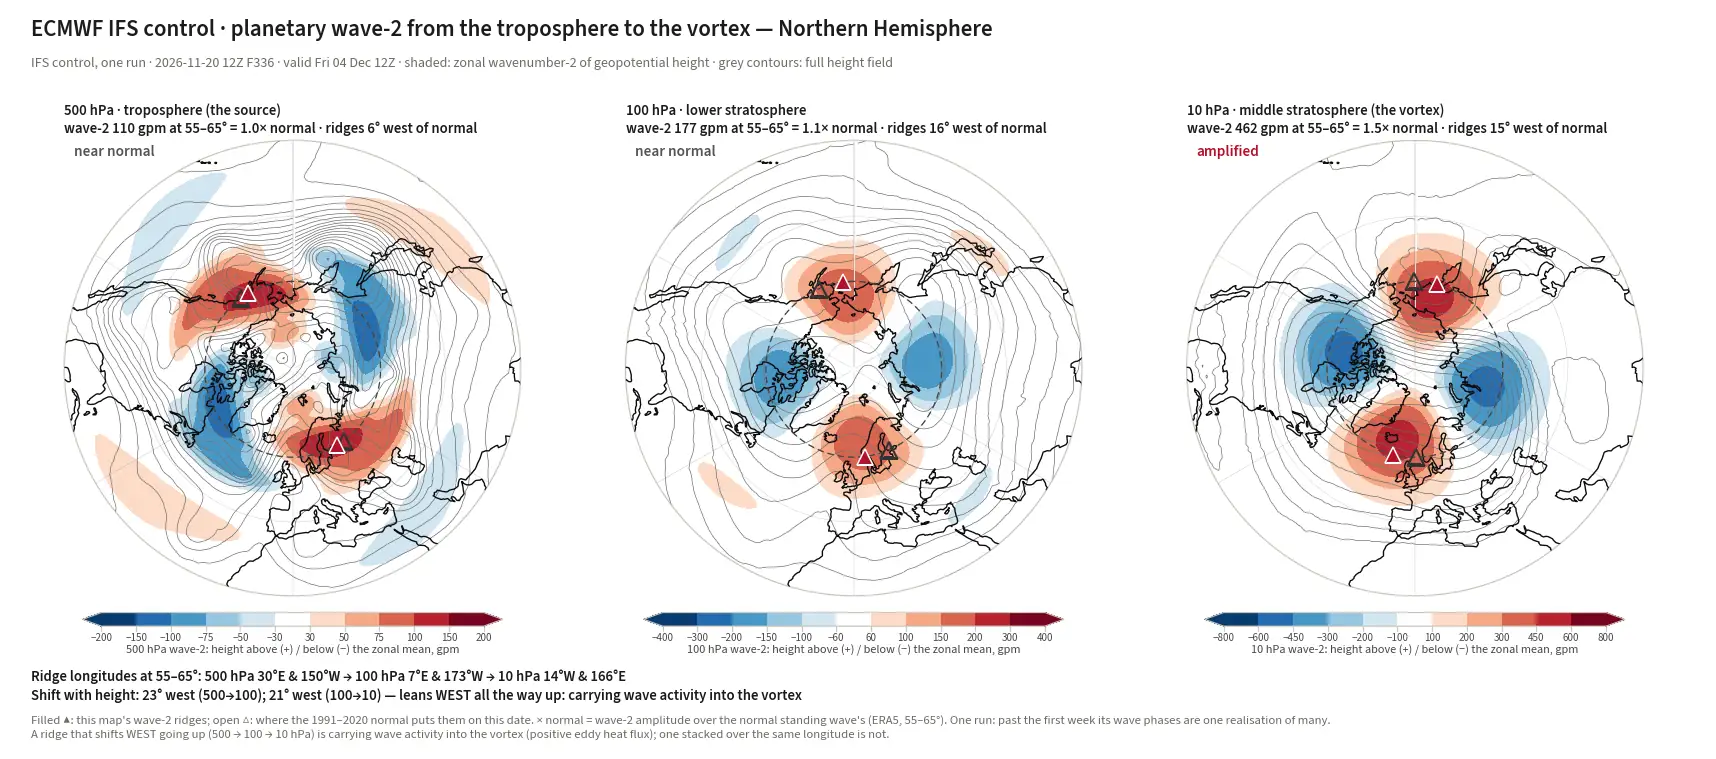 ECMWF IFS control · planetary wave-2 from the troposphere to the vortex — Northern Hemisphere
IFS control, one run · 2026-11-20 12Z F336 · valid Fri 04 Dec 12Z · shaded: zonal wavenumber-2 of geopotential height · grey contours: full height field
500 hPa · troposphere (the source)
wave-2 110 gpm at 55–65° = 1.0× normal · ridges 6° west of normal
near normal
100 hPa · lower stratosphere
wave-2 177 gpm at 55–65° = 1.1× normal · ridges 16° west of normal
near normal
10 hPa · middle stratosphere (the vortex)
wave-2 462 gpm at 55–65° = 1.5× normal · ridges 15° west of normal
amplified
−200 −150 −100 −75 −50 −30 30 50 75 100 150 200
500 hPa wave-2: height above (+) / below (−) the zonal mean, gpm
−400 −300 −200 −150 −100 −60 60 100 150 200 300 400
100 hPa wave-2: height above (+) / below (−) the zonal mean, gpm
−800 −600 −450 −300 −200 −100 100 200 300 450 600 800
10 hPa wave-2: height above (+) / below (−) the zonal mean, gpm
Ridge longitudes at 55–65°: 500 hPa 30°E & 150°W → 100 hPa 7°E & 173°W → 10 hPa 14°W & 166°E
Shift with height: 23° west (500→100); 21° west (100→10) — leans WEST all the way up: carrying wave activity into the vortex
Filled ▲: this map's wave-2 ridges; open △: where the 1991–2020 normal puts them on this date. × normal = wave-2 amplitude over the normal standing wave's (ERA5, 55–65°). One run: past the first week its wave phases are one realisation of many.
A ridge that shifts WEST going up (500 → 100 → 10 hPa) is carrying wave activity into the vortex (positive eddy heat flux); one stacked over the same longitude is not.